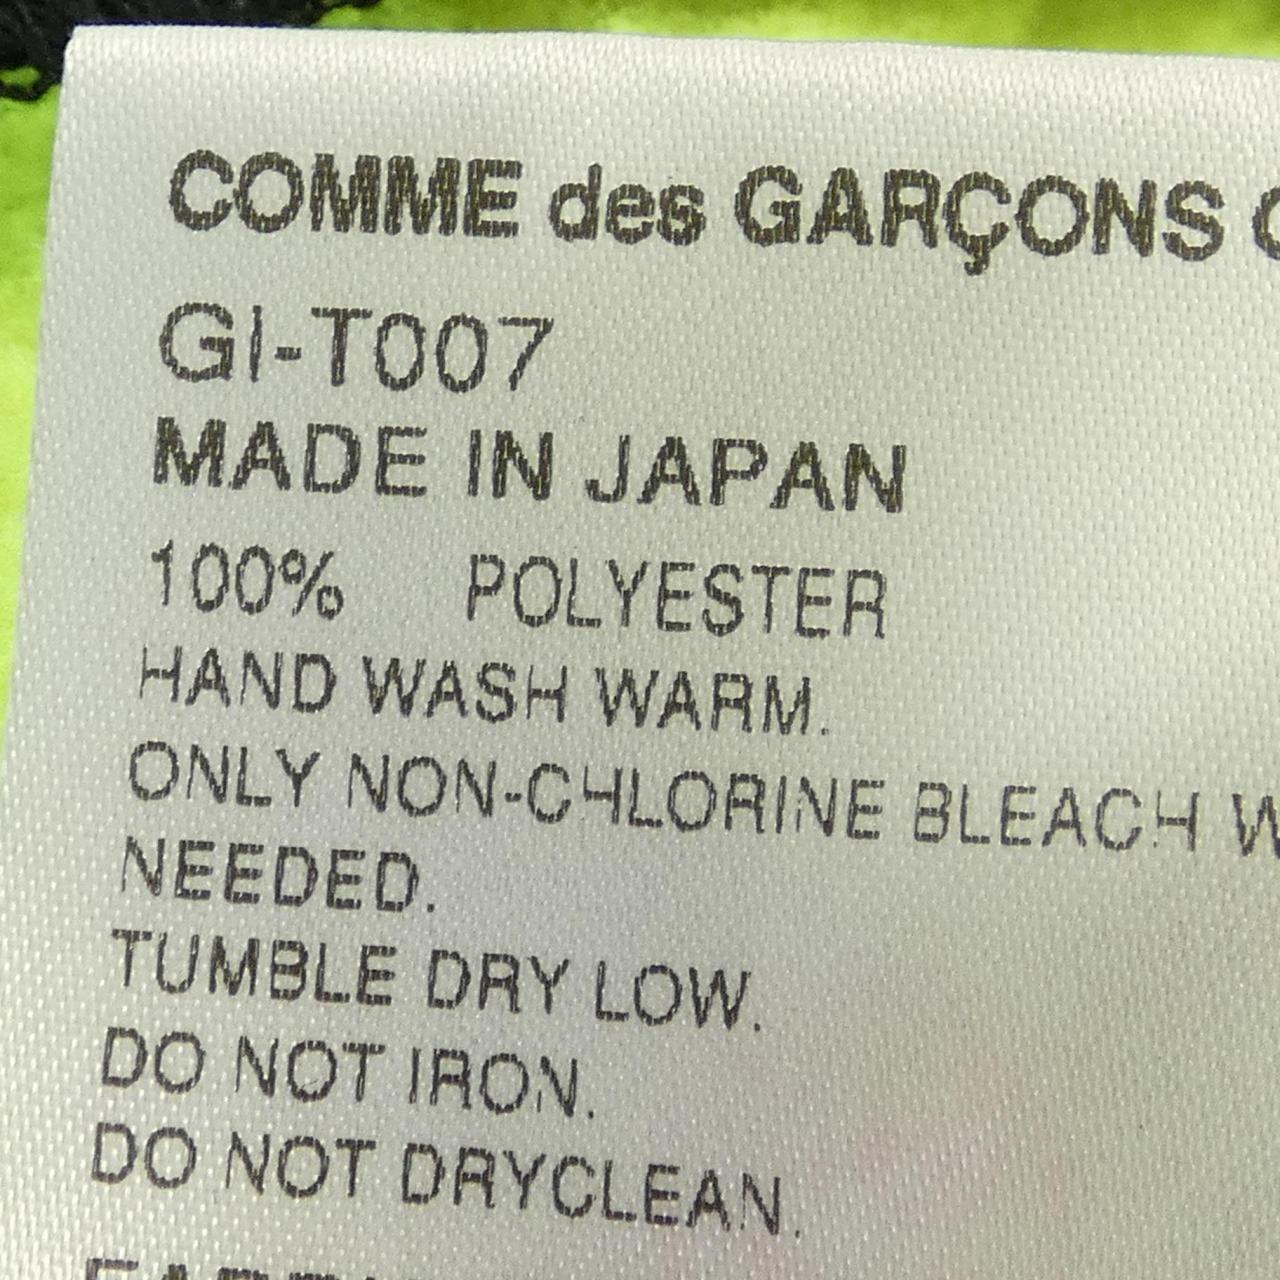 COMME des GARÇONS
GI-T007
MADE IN JAPAN
100% POLYESTER
HAND WASH WARM.
ONLY NON-CHLORINE BLEACH
NEEDED.
TUMBLE DRY LOW.
DO NOT IRON.
DO NOT DRYCLEAN.